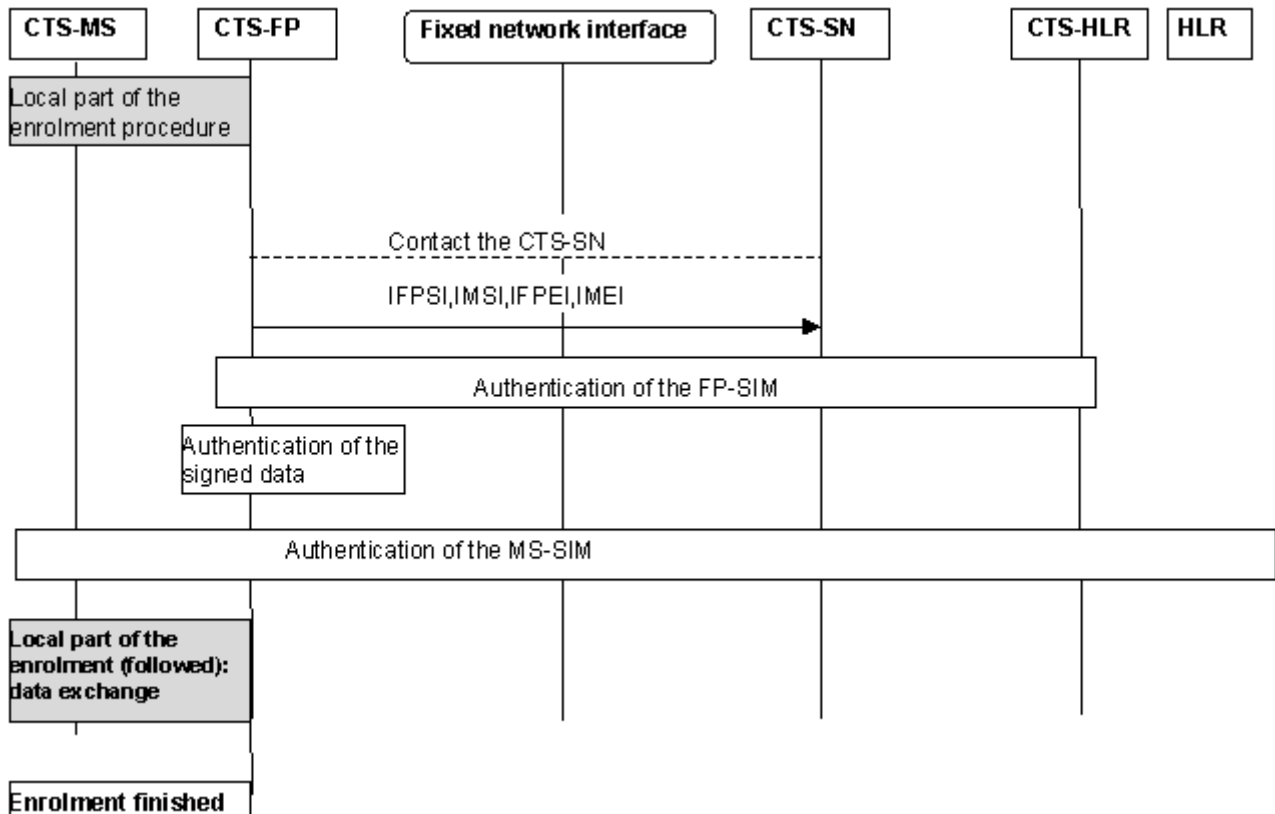 CTS-MS
CTS-FP
Fixed network interface
CTS-SN
CTS-HLR
HLR
Local part of the
enrolment procedure
Contact the CTS-SN
IFPSI,IMSI,IFPEI,IMEI
Authentication of the FP-SIM
Authentication of the
signed data
Authentication of the MS-SIM
Local part of the
enrolment (followed):
data exchange
Enrolment finished